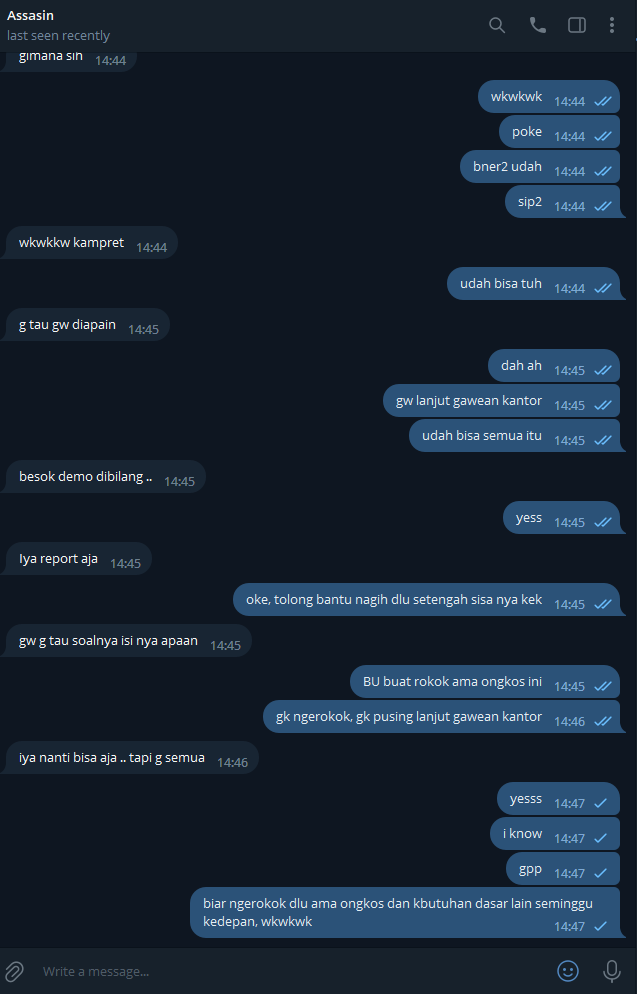 Assasin
last seen recently
gimana sih 14:44
wkwkwk 14:44
poke 14:44
bner2 udah 14:44
sip2 14:44
wkwkkw kampret 14:44
udah bisa tuh 14:44
g tau gw diapain 14:45
dah ah 14:45
gw lanjut gawean kantor 14:45
udah bisa semua itu 14:45
besok demo dibilang .. 14:45
yess 14:45
Iya report aja 14:45
oke, tolong bantu nagih dlu setengah sisa nya kek 14:45
gw g tau soalnya isi nya apaan 14:45
BU buat rokok ama ongkos ini 14:45
gk ngerokok, gk pusing lanjut gawean kantor 14:46
iya nanti bisa aja .. tapi g semua 14:46
yesss 14:47
i know 14:47
gpp 14:47
biar ngerokok dlu ama ongkos dan kbutuhan dasar lain seminggu
kedepan, wkwkwk 14:47
Write a message...